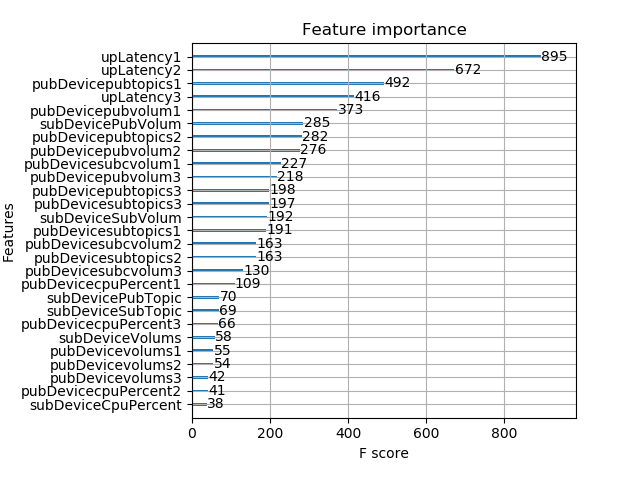 Feature importance
upLatency1 895
upLatency2 672
pubDevicepubtopics1 492
upLatency3 416
pubDevicepubvolum1 373
subDevicePubVolum 285
pubDevicepubtopics2 282
pubDevicepubvolum2 276
pubDevicesubcvolum1 227
pubDevicepubvolum3 218
pubDevicepubtopics3 198
pubDevicesubtopics3 197
subDeviceSubVolum 192
pubDevicesubtopics1 191
pubDevicesubcvolum2 163
pubDevicesubtopics2 163
pubDevicesubcvolum3 130
pubDevicecpuPercent1 109
subDevicePubTopic 70
subDeviceSubTopic 69
pubDevicecpuPercent3 66
subDeviceVolums 58
pubDevicevolums1 55
pubDevicevolums2 54
pubDevicevolums3 42
pubDevicecpuPercent2 41
subDeviceCpuPercent 38
Features
0 200 400 600 800
F score